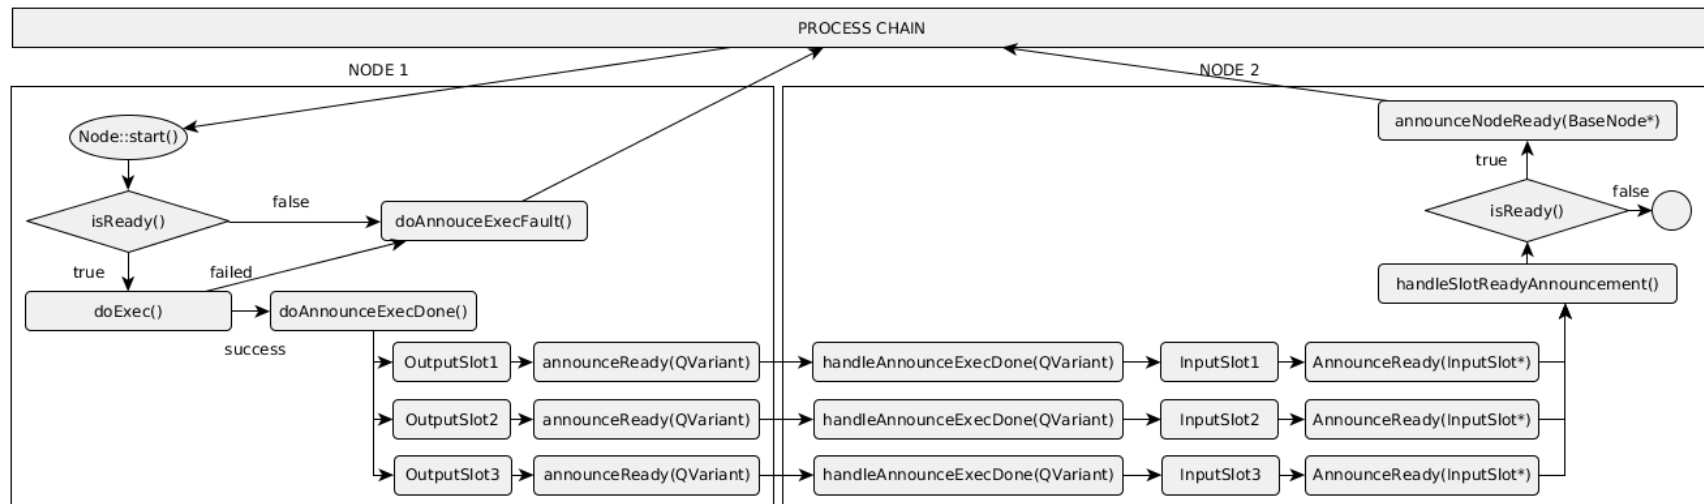 PROCESS CHAIN
NODE 1
NODE 2
Node::start()
isReady()
false
doAnnouceExecFault()
true
failed
doExec()
doAnnounceExecDone()
success
OutputSlot1
announceReady(QVariant)
OutputSlot2
announceReady(QVariant)
OutputSlot3
announceReady(QVariant)
announceNodeReady(BaseNode*)
true
false
isReady()
handleSlotReadyAnnouncement()
handleAnnounceExecDone(QVariant)
InputSlot1
AnnounceReady(InputSlot*)
handleAnnounceExecDone(QVariant)
InputSlot2
AnnounceReady(InputSlot*)
handleAnnounceExecDone(QVariant)
InputSlot3
AnnounceReady(InputSlot*)